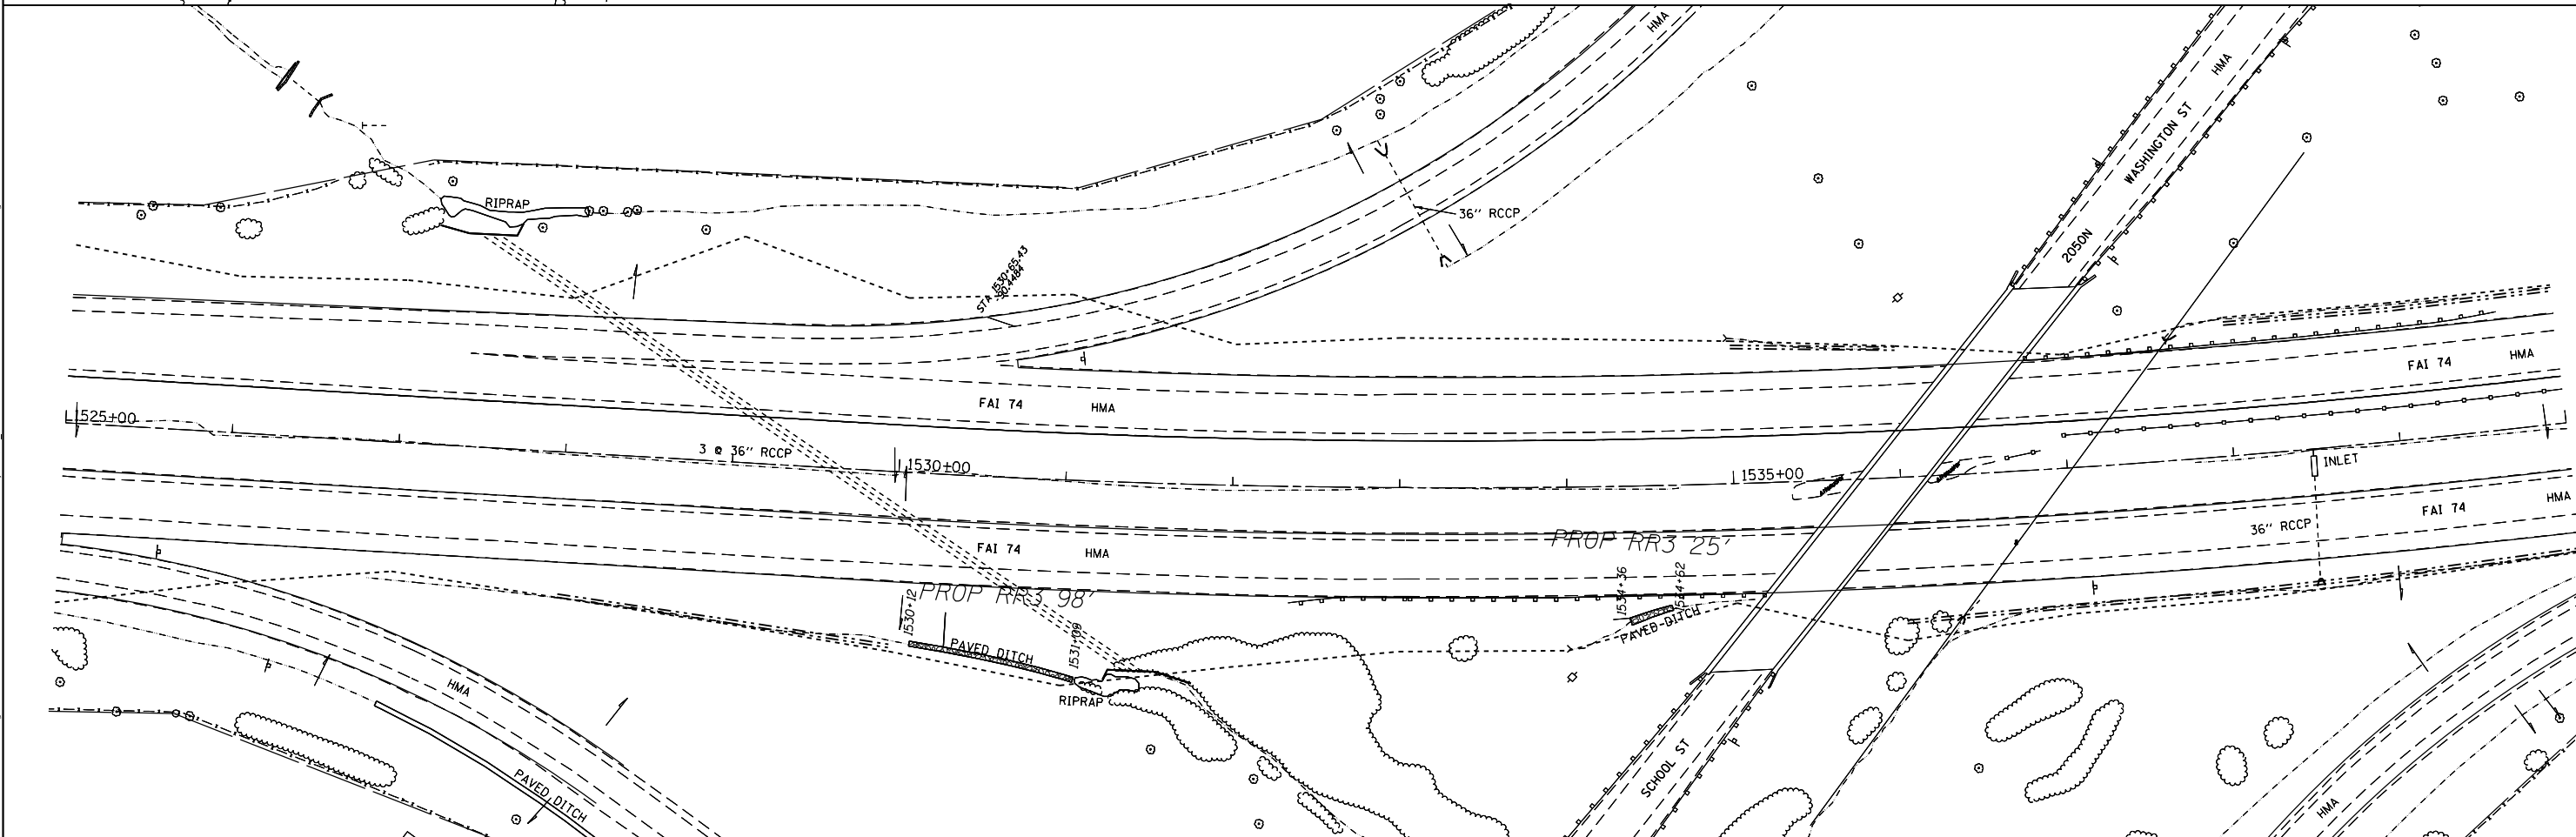 HMA
HMA
WASHINGTON ST
2050N
RIPRAP
36'' RCCP
STA 1530+65.43
-90.4484
FAI 74
HMA
FAI 74
HMA
1525+00
3 @ 36'' RCCP
1530+00
1535+00
INLET
36'' RCCP
FAI 74
HMA
FAI 74
HMA
PROP RR3 25'
PROP RR3 98'
1530+12
1531+09
1534+36
PAVED DITCH
PAVED DITCH
RIPRAP
HMA
PAVED DITCH
SCHOOL ST
HMA